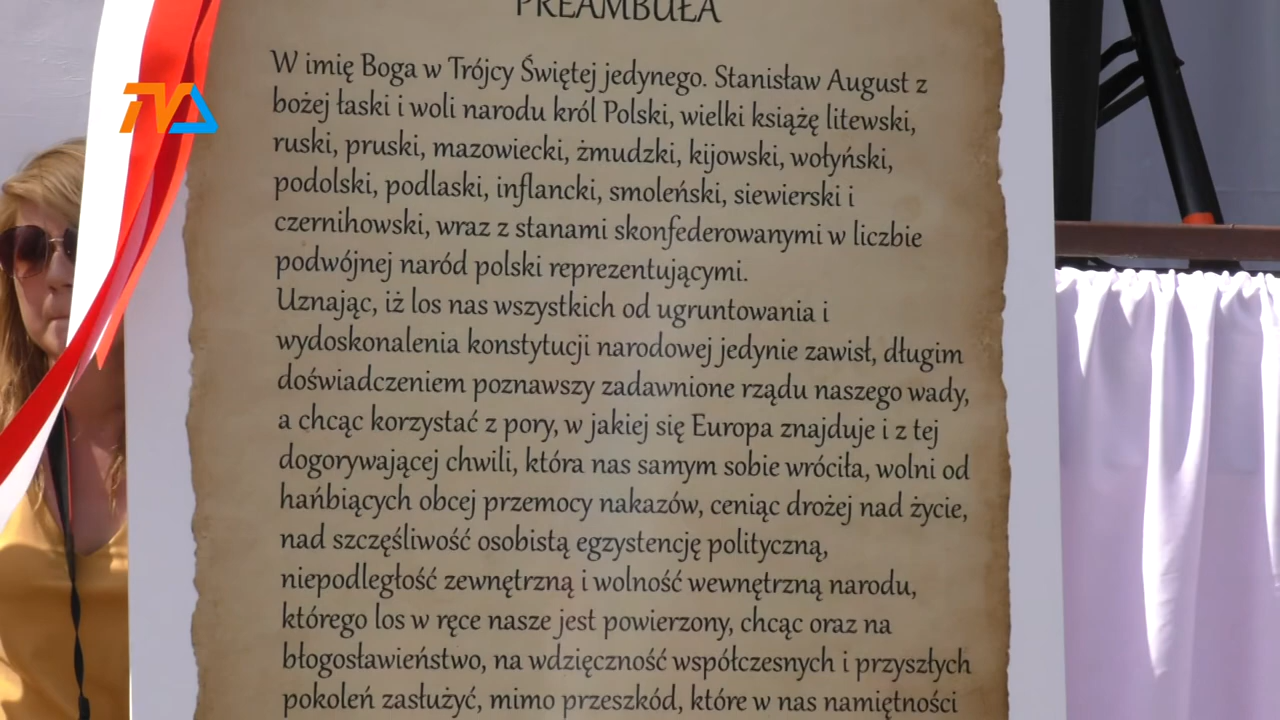 PREAMBUŁA
W imię Boga w Trójcy Świętej jedynego. Stanisław August z
bożej łaski i woli narodu król Polski, wielki książę litewski,
ruski, pruski, mazowiecki, żmudzki, kijowski, wołyński,
podolski, podlaski, inflancki, smoleński, siewierski i
czernihowski, wraz z stanami skonfederowanymi w liczbie
podwójnej naród polski reprezentującymi.
Uznając, iż los nas wszystkich od ugruntowania i
wydoskonalenia konstytucji narodowej jedynie zawisł, długim
doświadczeniem poznawszy zadawnione rządu naszego wady,
a chcąc korzystać z pory, w jakiej się Europa znajduje i z tej
dogorywającej chwili, która nas samym sobie wróciła, wolni od
hańbiących obcej przemocy nakazów, ceniąc drożej nad życie,
nad szczęśliwość osobistą egzystencję polityczną,
niepodległość zewnętrzną i wolność wewnętrzną narodu,
którego los w ręce nasze jest powierzony, chcąc oraz na
błogosławieństwo, na wdzięczność współczesnych i przyszłych
pokoleń zasłużyć, mimo przeszkód, które w nas namiętności